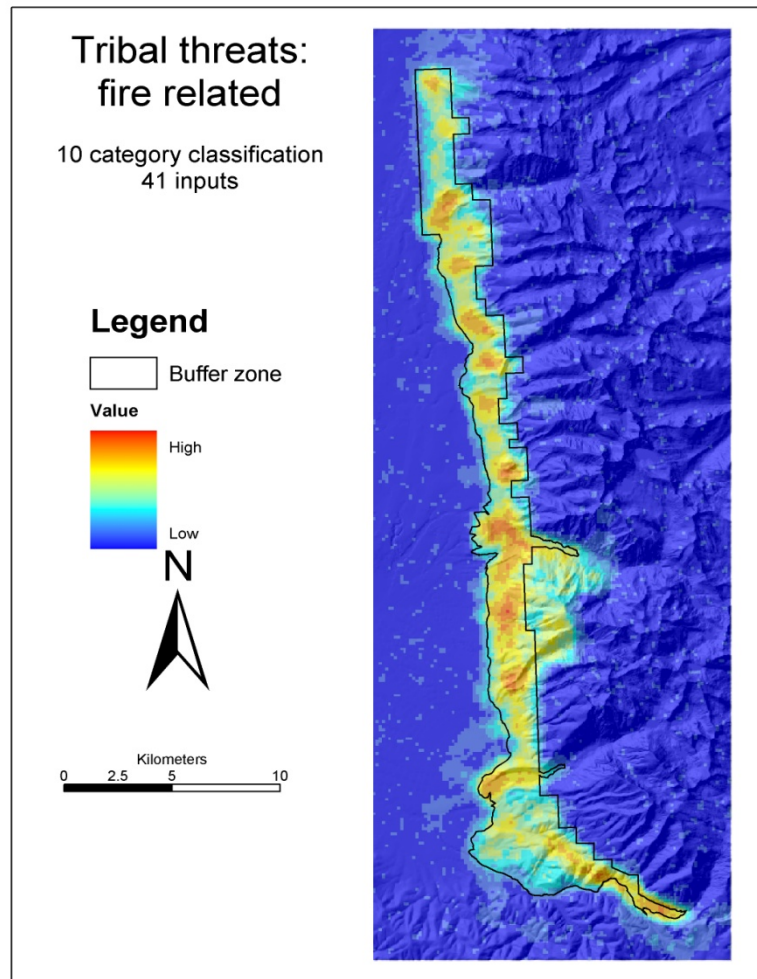 Tribal threats:
fire related
10 category classification
41 inputs
Legend
Buffer zone
Value
High
Low
N
Kilometers
0 2.5 5 10